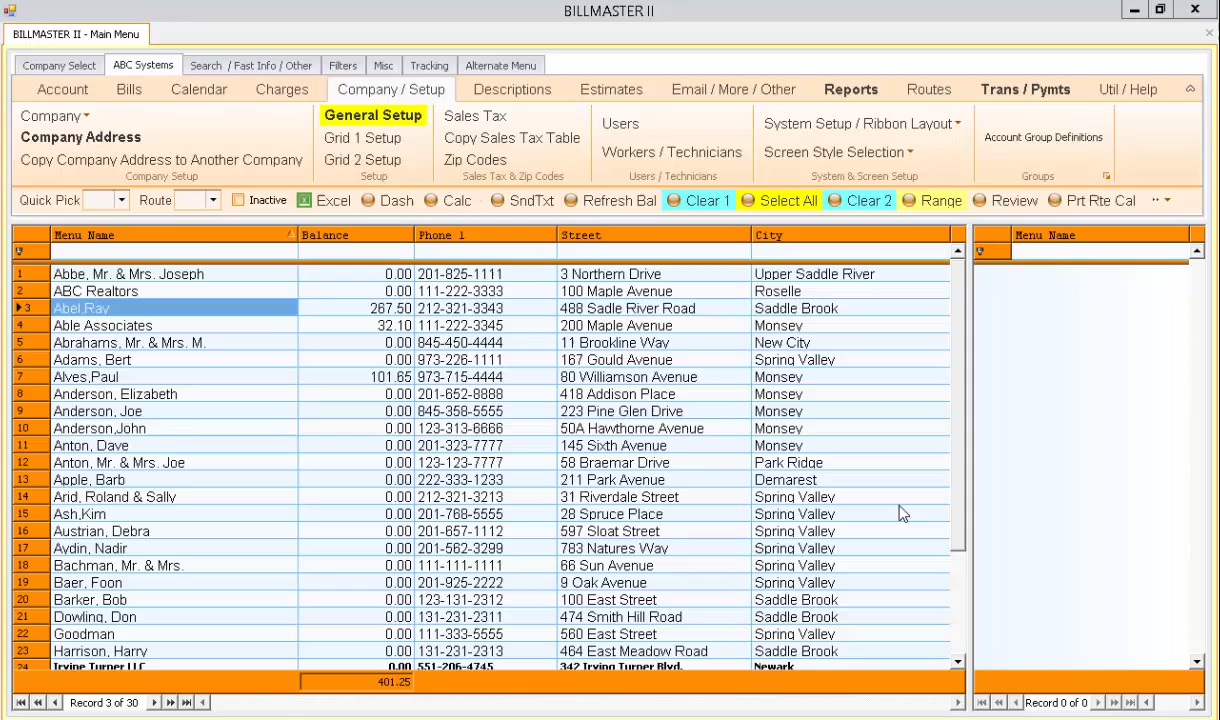 BILLMASTER II
BILLMASTER II - Main Menu
Company Select ABC Systems Search / Fast Info / Other Filters Misc Tracking Alternate Menu
Account Bills Calendar Charges Company / Setup Descriptions Estimates Email / More / Other Reports Routes Trans / Pymts Util / Help
Company General Setup Sales Tax Users System Setup / Ribbon Layout Account Group Definitions
Company Address Grid 1 Setup Copy Sales Tax Table Workers / Technicians Screen Style Selection
Copy Company Address to Another Company Grid 2 Setup Zip Codes
Company Setup Setup Sales Tax & Zip Codes Users / Technicians System & Screen Setup Groups
Quick Pick Route Inactive Excel Dash Calc SndTxt Refresh Bal Clear 1 Select All Clear 2 Range Review Prt Rte Cal
Menu Name Balance Phone 1 Street City Menu Name
1 Abbe, Mr. & Mrs. Joseph 0.00 201-825-1111 3 Northern Drive Upper Saddle River
2 ABC Realtors 0.00 111-222-3333 100 Maple Avenue Roselle
3 Abel,Ray 267.50 212-321-3343 488 Sadle River Road Saddle Brook
4 Able Associates 32.10 111-222-3345 200 Maple Avenue Monsey
5 Abrahams, Mr. & Mrs. M. 0.00 845-450-4444 11 Brookline Way New City
6 Adams, Bert 0.00 973-226-1111 167 Gould Avenue Spring Valley
7 Alves,Paul 101.65 973-715-4444 80 Williamson Avenue Monsey
8 Anderson, Elizabeth 0.00 201-652-8888 418 Addison Place Monsey
9 Anderson, Joe 0.00 845-358-5555 223 Pine Glen Drive Monsey
10 Anderson,John 0.00 123-313-6666 50A Hawthorne Avenue Monsey
11 Anton, Dave 0.00 201-323-7777 145 Sixth Avenue Monsey
12 Anton, Mr. & Mrs. Joe 0.00 123-123-7777 58 Braemar Drive Park Ridge
13 Apple, Barb 0.00 222-333-1233 211 Park Avenue Demarest
14 Arid, Roland & Sally 0.00 212-321-3213 31 Riverdale Street Spring Valley
15 Ash,Kim 0.00 201-768-5555 28 Spruce Place Spring Valley
16 Austrian, Debra 0.00 201-657-1112 597 Sloat Street Spring Valley
17 Aydin, Nadir 0.00 201-562-3299 783 Natures Way Spring Valley
18 Bachman, Mr. & Mrs. 0.00 111-111-1111 66 Sun Avenue Spring Valley
19 Baer, Foon 0.00 201-925-2222 9 Oak Avenue Spring Valley
20 Barker, Bob 0.00 123-131-2312 100 East Street Saddle Brook
21 Dowling, Don 0.00 131-231-2311 474 Smith Hill Road Saddle Brook
22 Goodman 0.00 111-333-5555 560 East Street Spring Valley
23 Harrison, Harry 0.00 131-231-2313 464 East Meadow Road Saddle Brook
24 Irvine Turner LLC 0.00 551-206-4745 342 Irving Turner Blvd. Newark
401.25
Record 3 of 30 Record 0 of 0